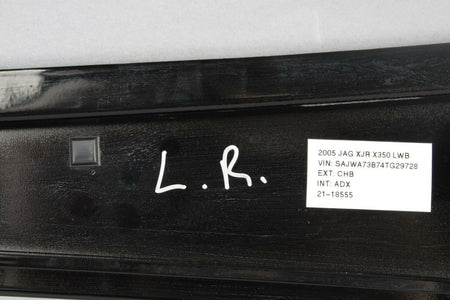 L.R.
2005 JAG XJR X350 LWB
VIN: SAJWA73B74TG29728
EXT: CHB
INT: ADX
21-18555